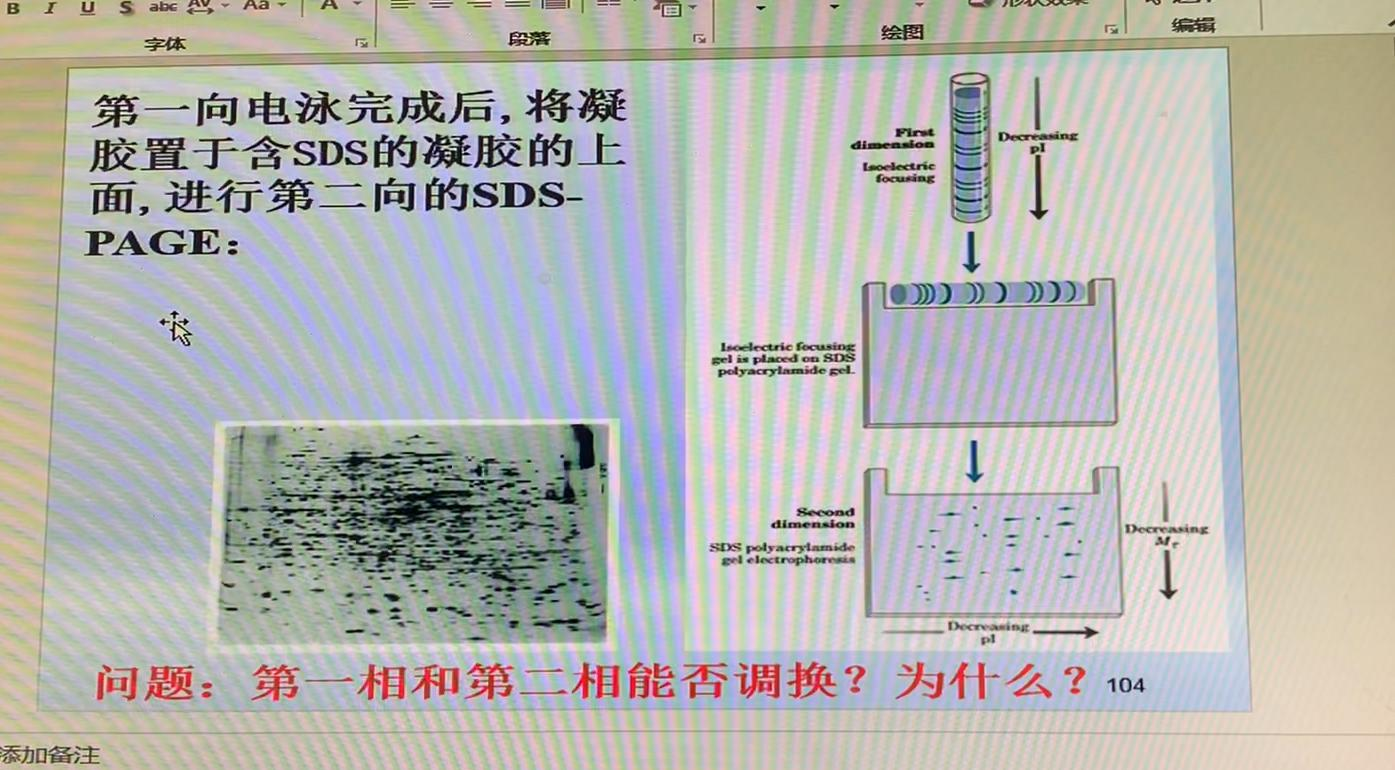 B I U S abc AV Aa A
字体
段落
绘图
编辑
第一向电泳完成后, 将凝
胶置于含SDS的凝胶的上
面, 进行第二向的SDS-
PAGE:
First
dimension
Isoelectric
focusing
Decreasing
pI
Isoelectric focusing
gel is placed on SDS
polyacrylamide gel.
Second
dimension
SDS polyacrylamide
gel electrophoresis
Decreasing
Mr
Decreasing
pI
问题: 第一相和第二相能否调换? 为什么?
104
添加备注